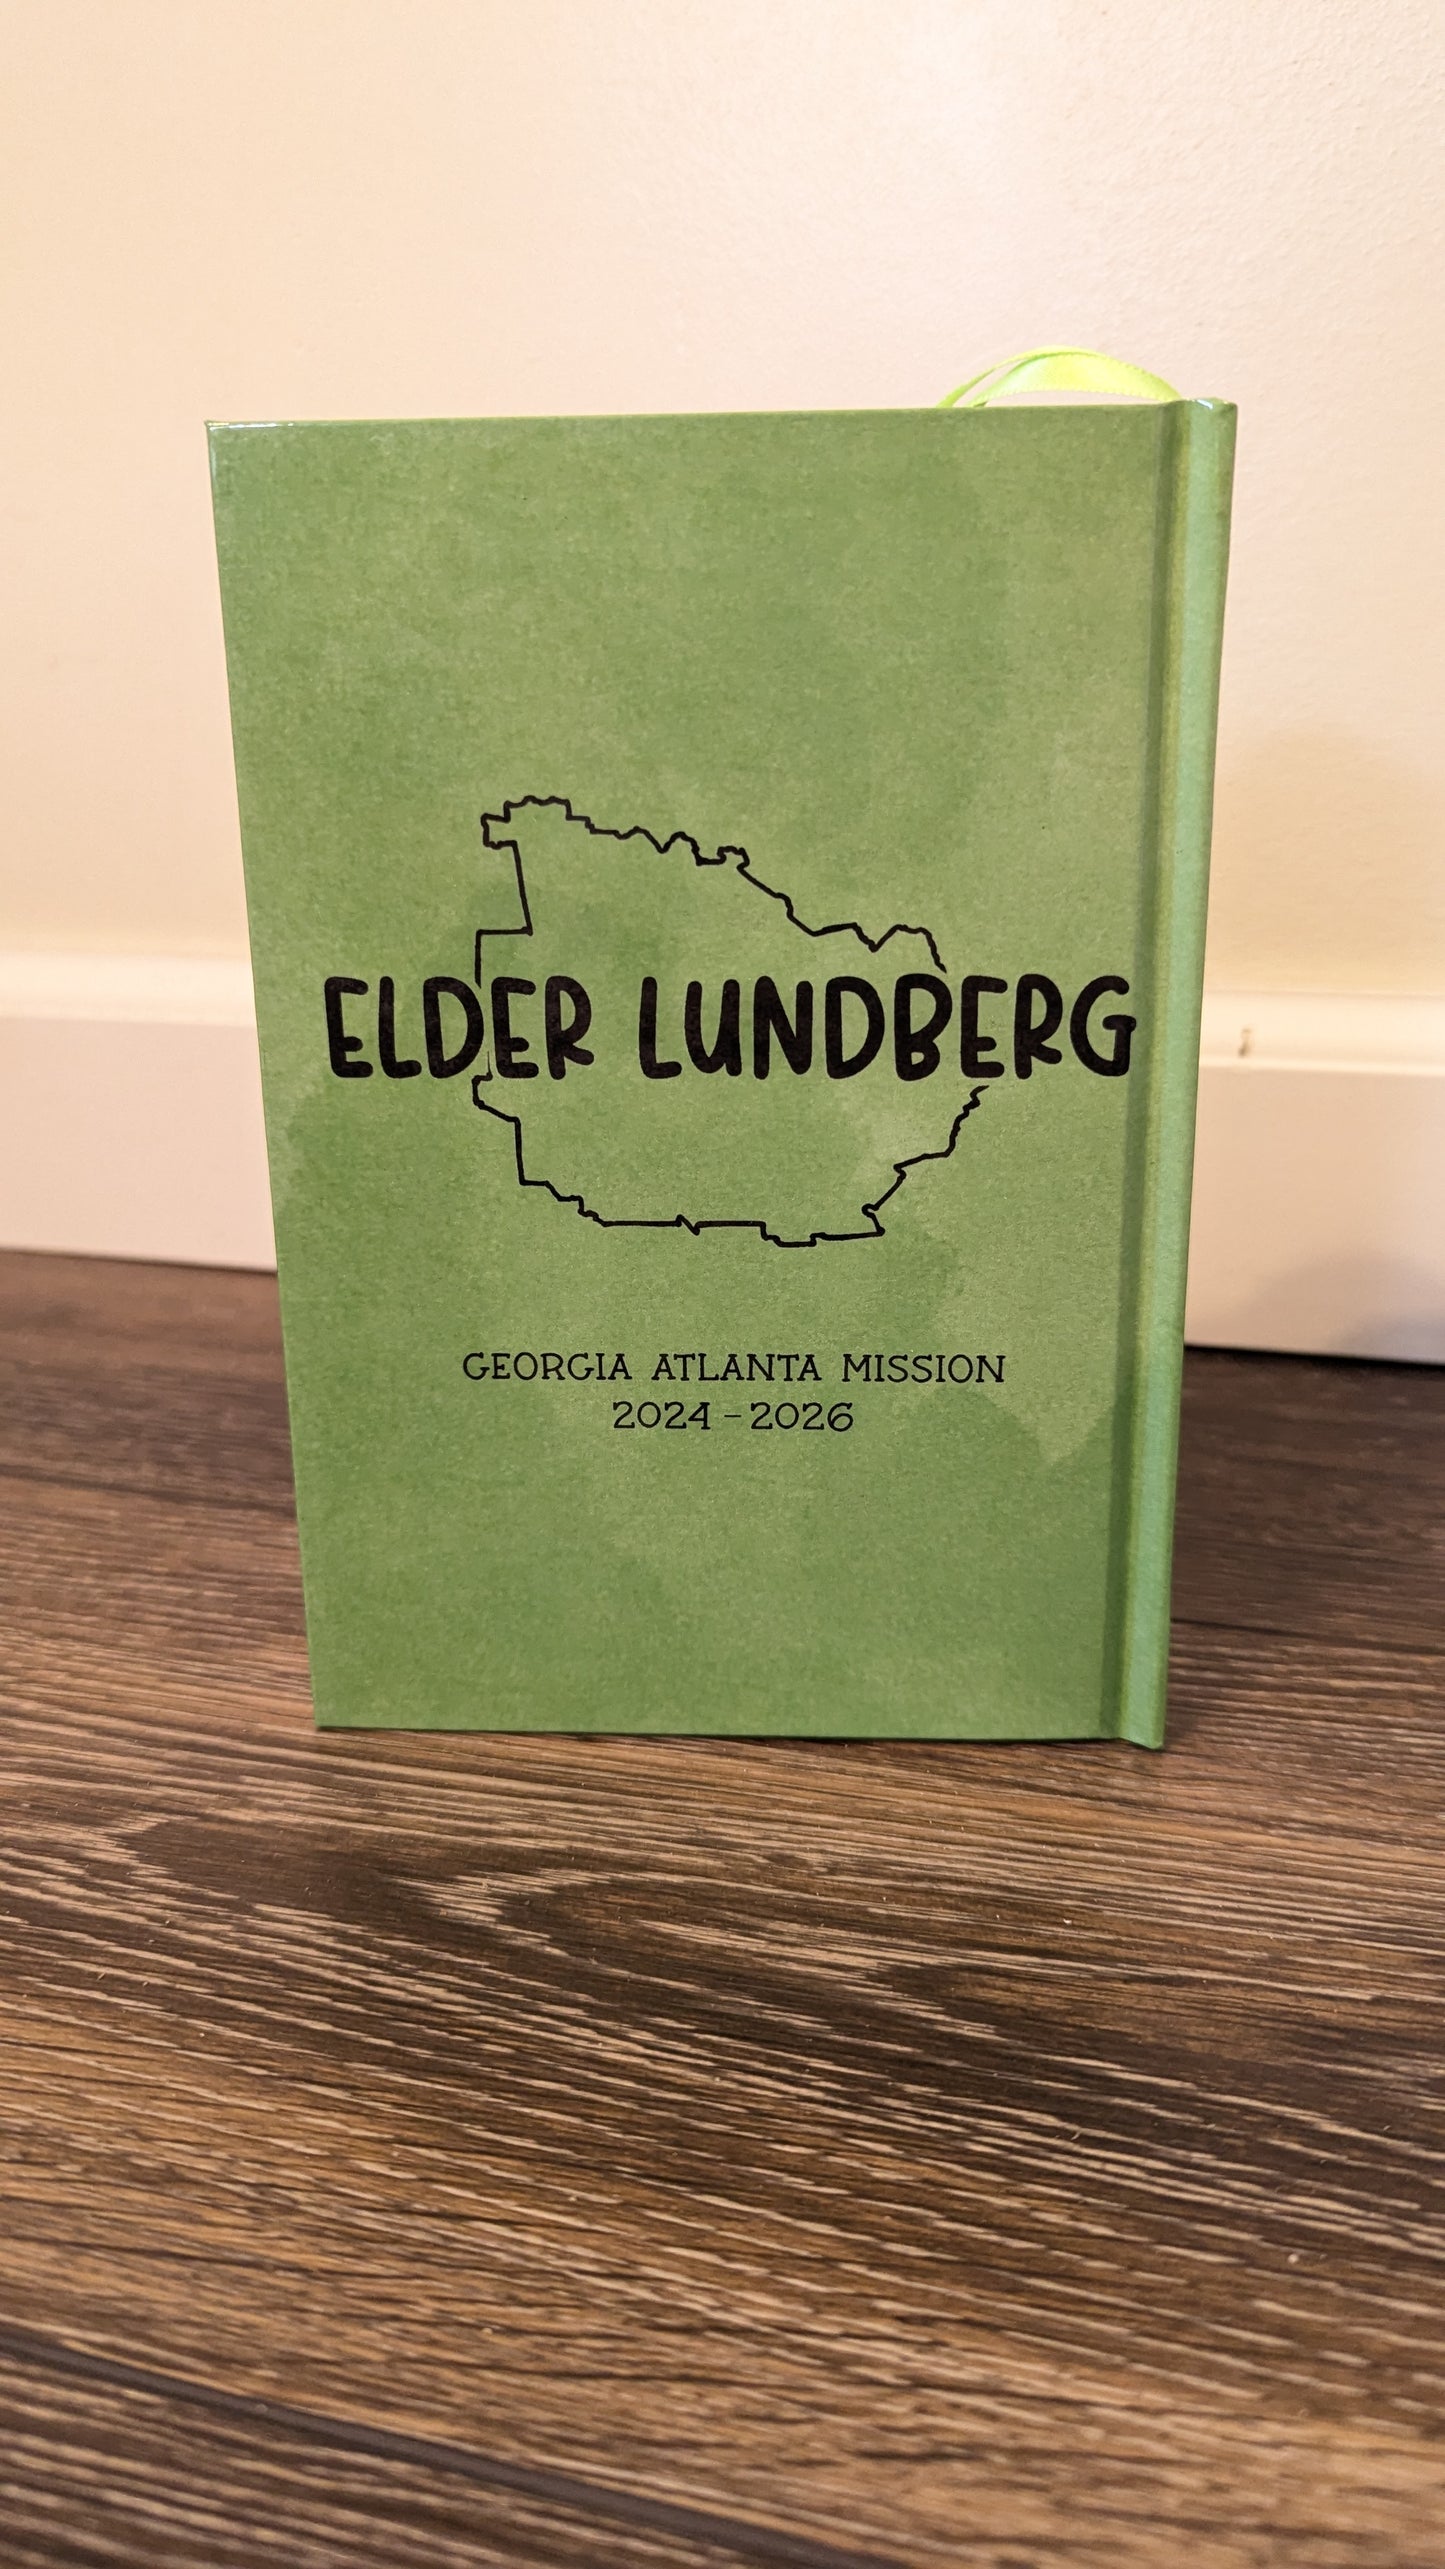 ELDER LUNDBERG
GEORGIA ATLANTA MISSION
2024-2026